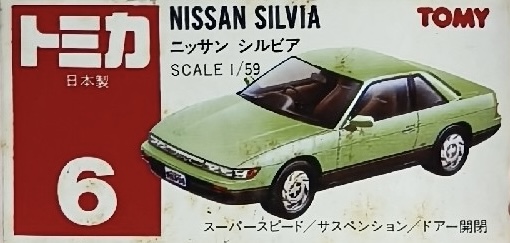 トミカ
日本製
6
NISSAN SILVIA
ニッサン シルビア
SCALE 1/59
TOMY
スーパースピード/サスペンション/ドアー開閉